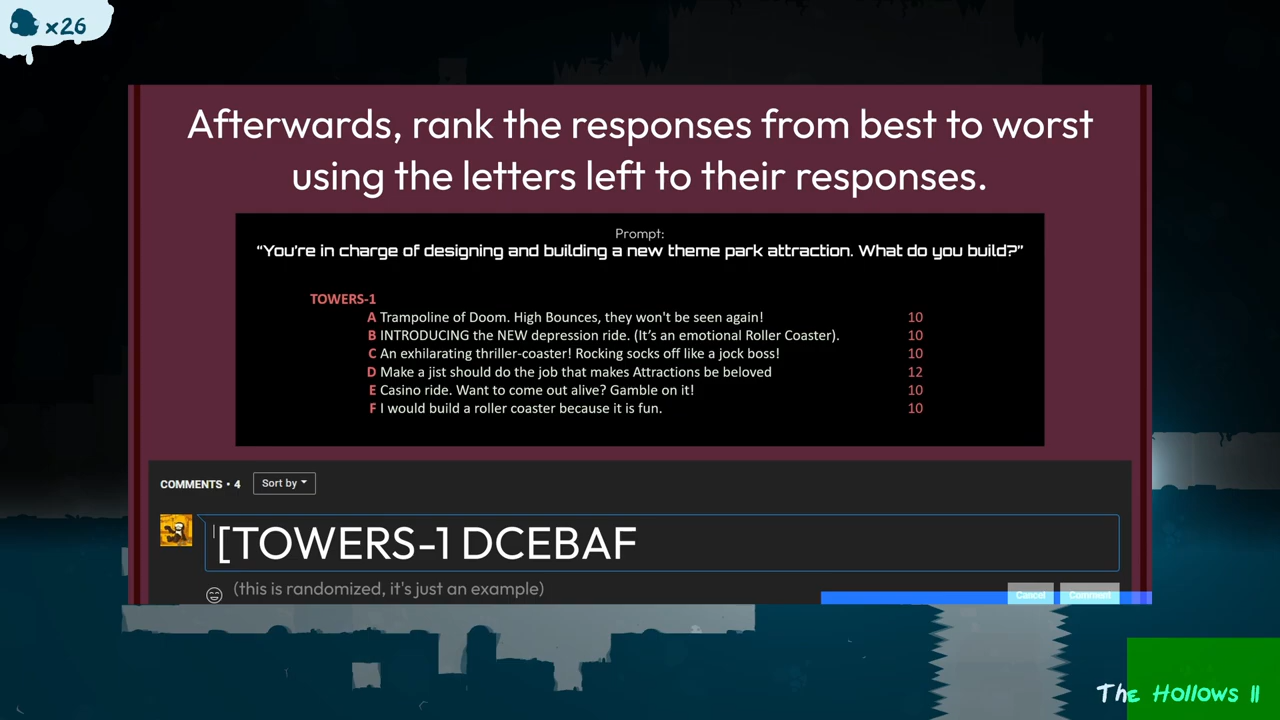 x26
Afterwards, rank the responses from best to worst
using the letters left to their responses.
Prompt:
“You’re in charge of designing and building a new theme park attraction. What do you build?”
TOWERS-1
A Trampoline of Doom. High Bounces, they won't be seen again! 10
B INTRODUCING the NEW depression ride. (It’s an emotional Roller Coaster). 10
C An exhilarating thriller-coaster! Rocking socks off like a jock boss! 10
D Make a jist should do the job that makes Attractions be beloved 12
E Casino ride. Want to come out alive? Gamble on it! 10
F I would build a roller coaster because it is fun. 10
COMMENTS • 4 Sort by
[TOWERS-1 DCEBAF
(this is randomized, it's just an example)
Cancel Comment
The Hollows II